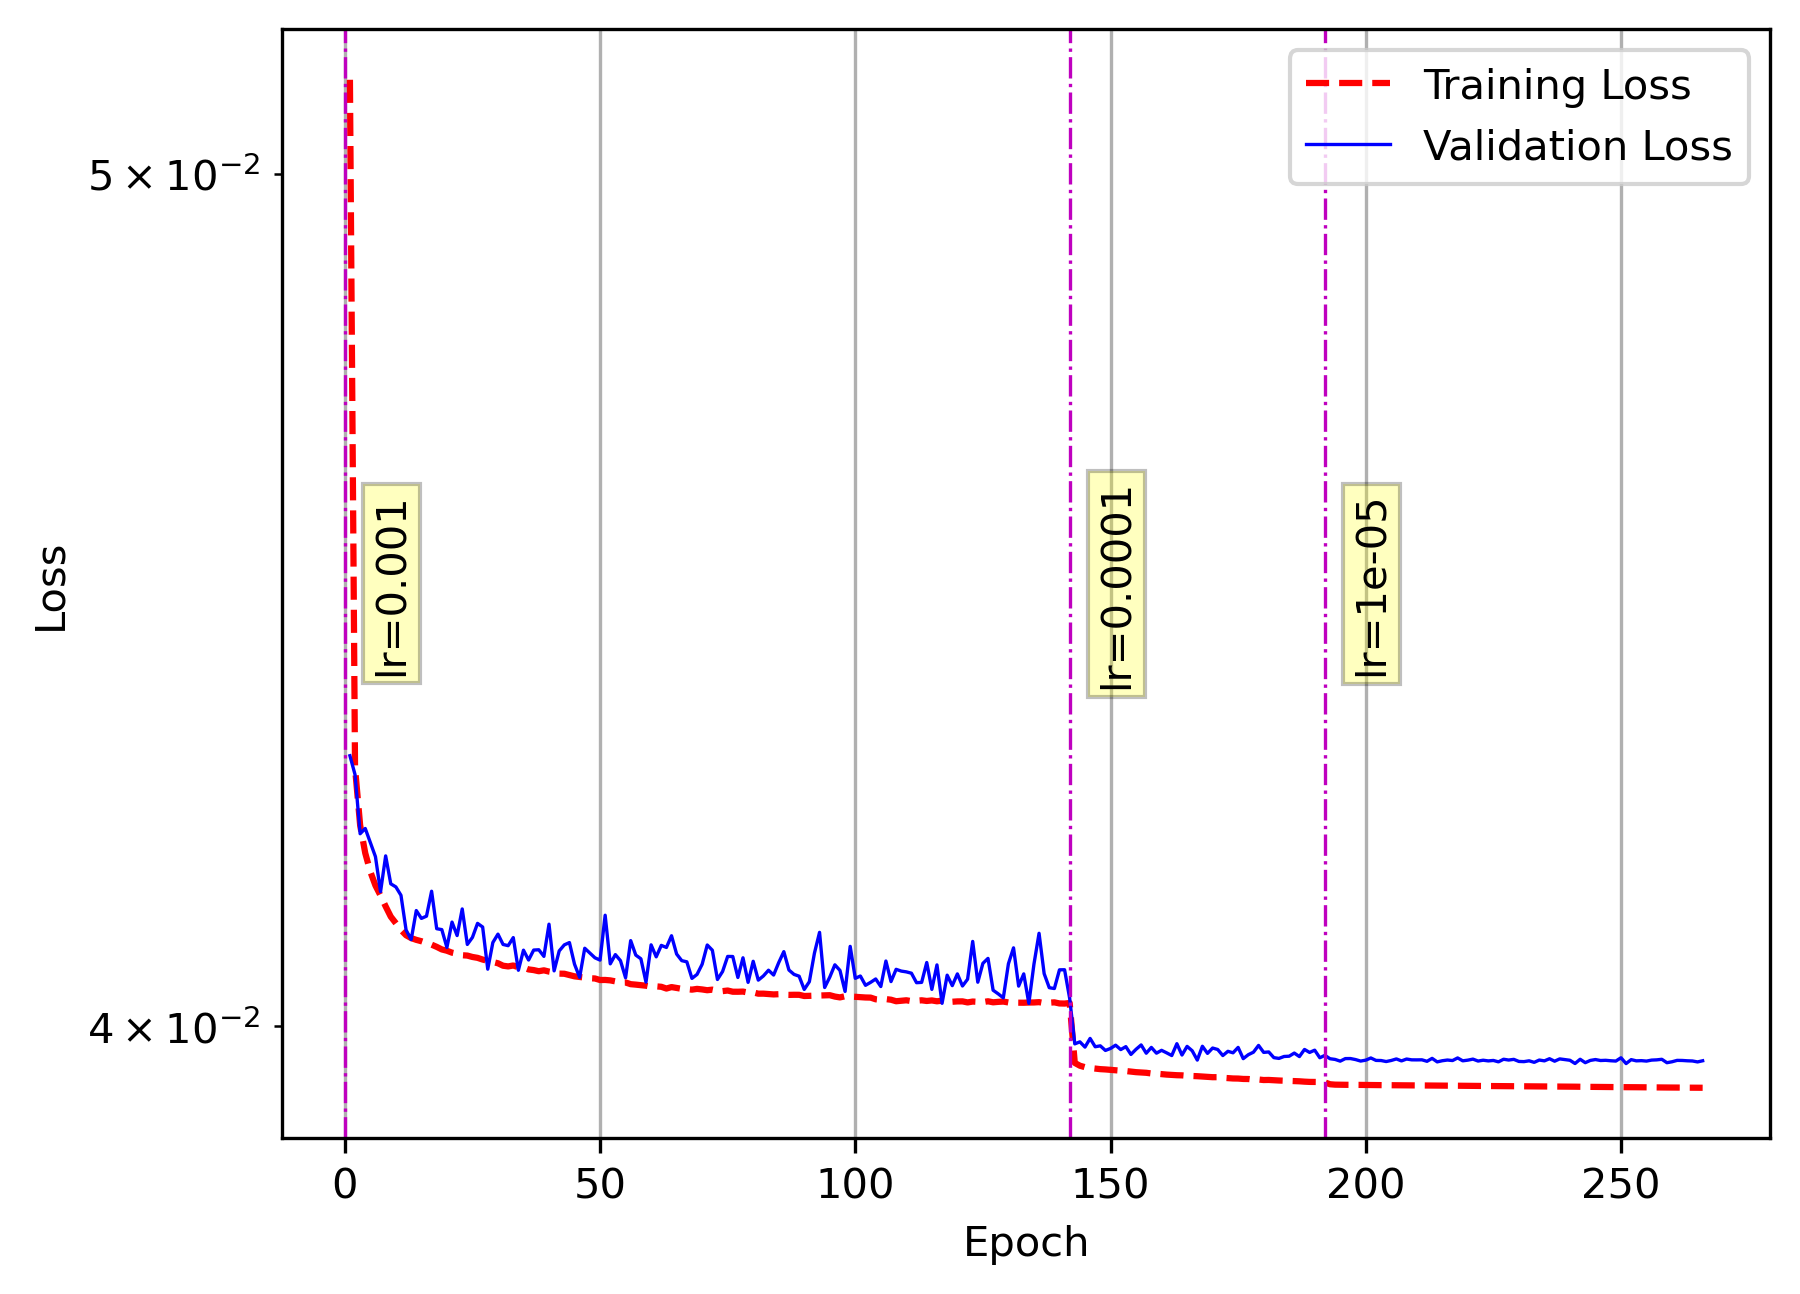 Training Loss
Validation Loss
5 × 10⁻²
4 × 10⁻²
Loss
lr=0.001
lr=0.0001
lr=1e-05
0 50 100 150 200 250
Epoch